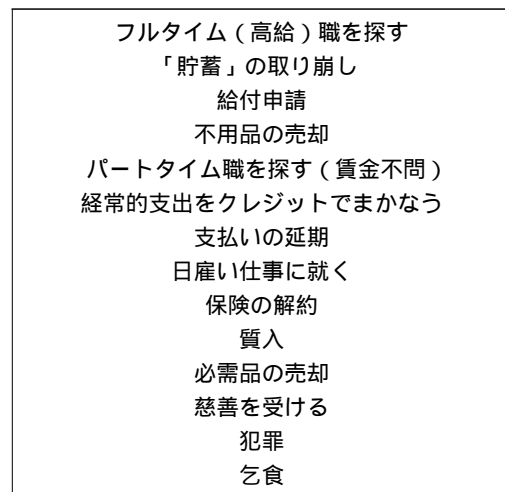 フルタイム（高給）職を探す
「貯蓄」の取り崩し
給付申請
不用品の売却
パートタイム職を探す（賃金不問）
経常的支出をクレジットでまかなう
支払いの延期
日雇い仕事に就く
保険の解約
質入
必需品の売却
慈善を受ける
犯罪
乞食